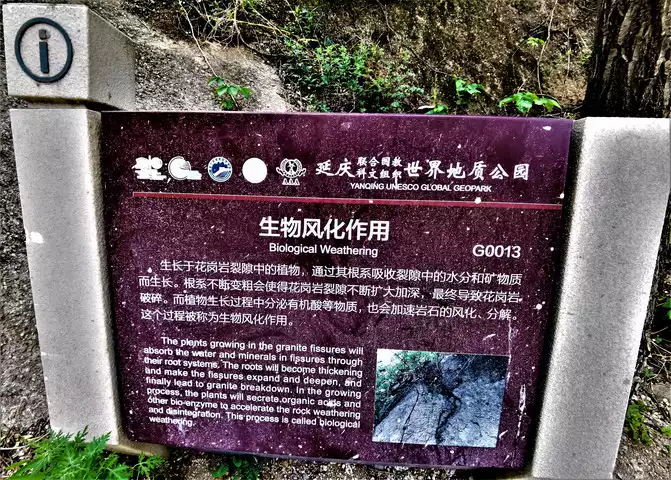 i
延庆 联合国教科文组织 世界地质公园
YANQING UNESCO GLOBAL GEOPARK
生物风化作用
Biological Weathering
G0013
生长于花岗岩裂隙中的植物，通过其根系吸收裂隙中的水分和矿物质
而生长。根系不断变粗会使得花岗岩裂隙不断扩大加深，最终导致花岗岩
破碎。而植物生长过程中分泌有机酸等物质，也会加速岩石的风化、分解。
这个过程被称为生物风化作用。
The plants growing in the granite fissures will
absorb the water and minerals in fissures through
their root systems. The roots will become thickening
and make the fissures expand and deepen, and
finally lead to granite breakdown. In the growing
process, the plants will secrete organic acids and
other bio-enzyme to accelerate the rock weathering
and disintegration. This process is called biological
weathering.